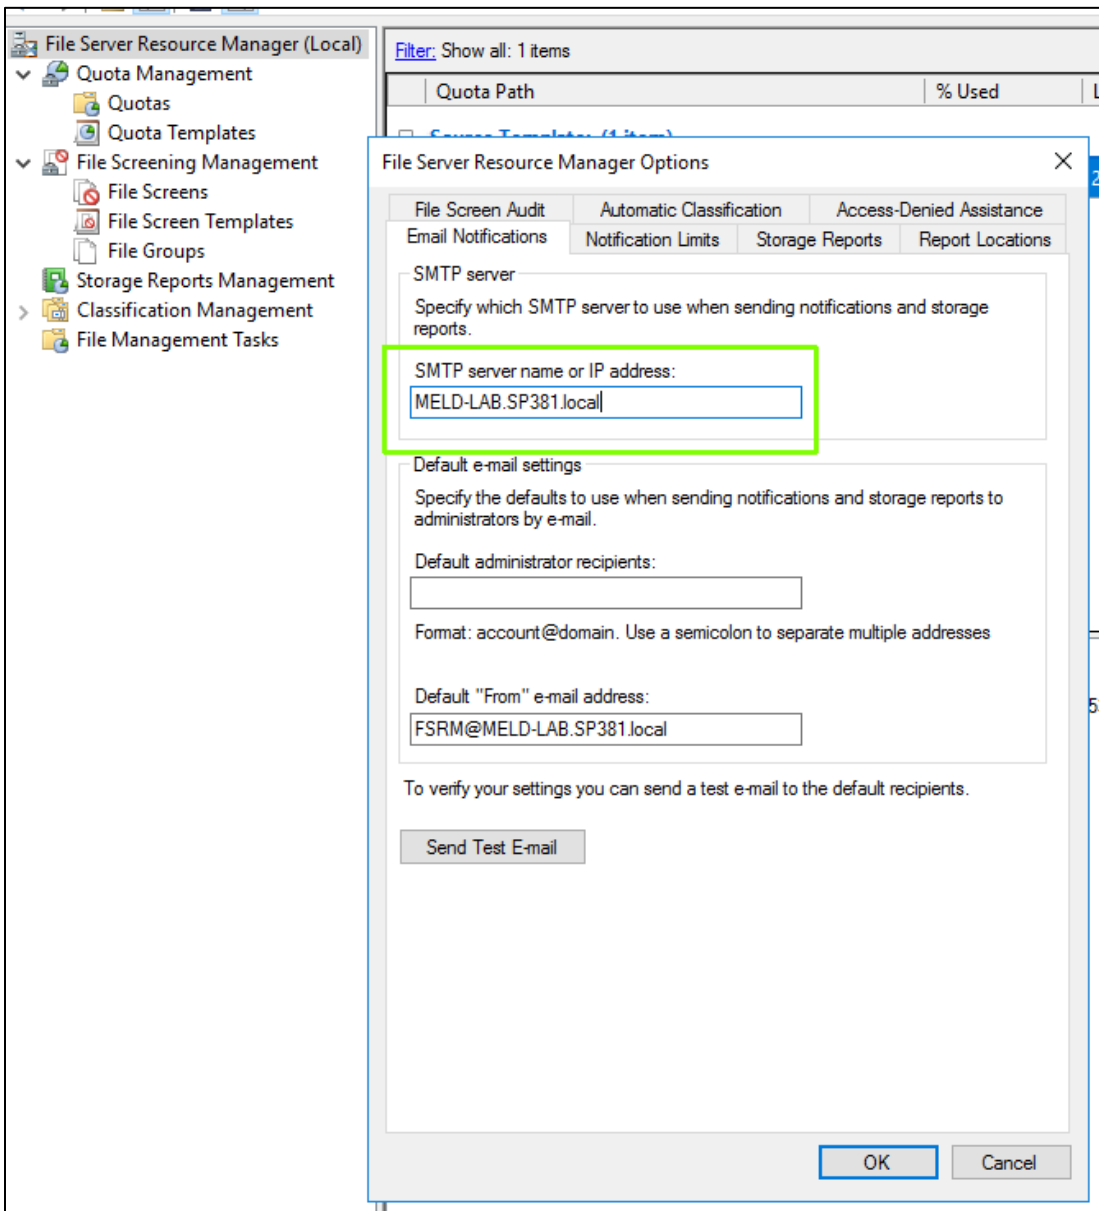 File Server Resource Manager (Local)
Quota Management
Quotas
Quota Templates
File Screening Management
File Screens
File Screen Templates
File Groups
Storage Reports Management
Classification Management
File Management Tasks
Filter: Show all: 1 items
Quota Path % Used L
Source Template: (1 item)
2
File Server Resource Manager Options
File Screen Audit Automatic Classification Access-Denied Assistance
Email Notifications Notification Limits Storage Reports Report Locations
SMTP server
Specify which SMTP server to use when sending notifications and storage
reports.
SMTP server name or IP address:
MELD-LAB.SP381.local
Default e-mail settings
Specify the defaults to use when sending notifications and storage reports to
administrators by e-mail.
Default administrator recipients:
Format: account@domain. Use a semicolon to separate multiple addresses
Default "From" e-mail address:
5
FSRM@MELD-LAB.SP381.local
To verify your settings you can send a test e-mail to the default recipients.
Send Test E-mail
OK Cancel